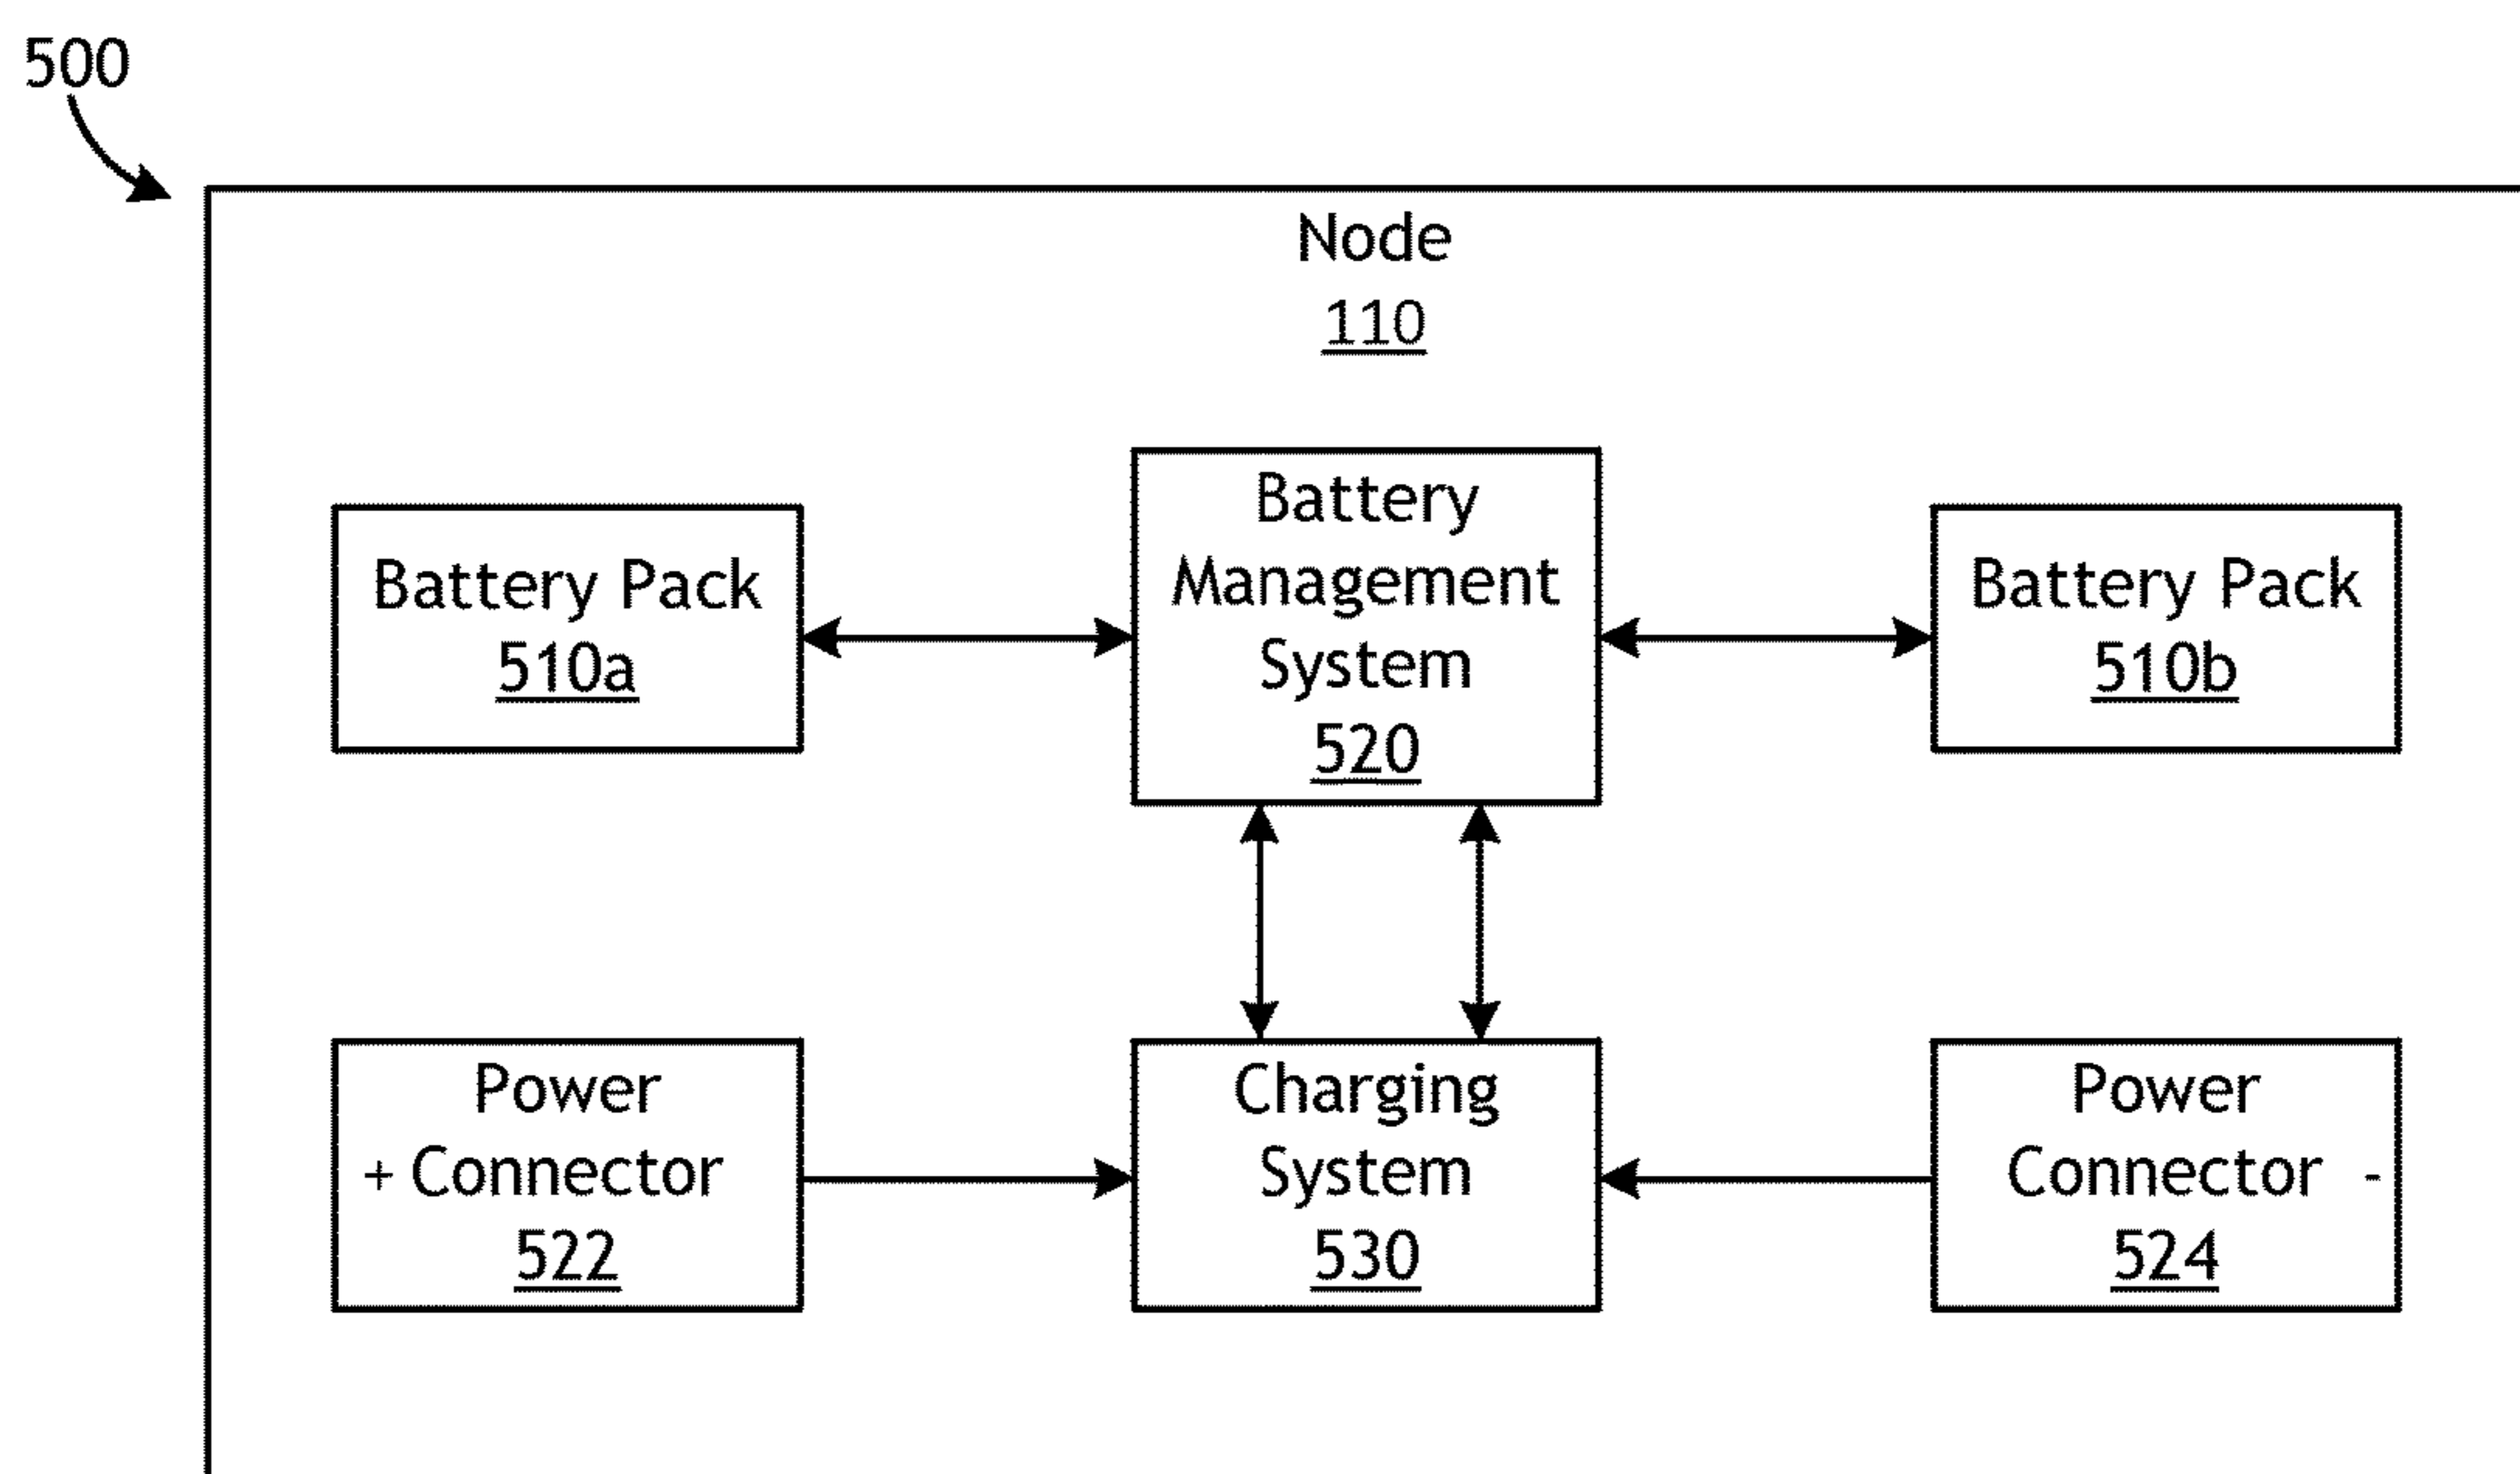 500
Node
110
Battery Pack
510a
Battery
Management
System
520
Battery Pack
510b
Power
+ Connector
522
Charging
System
530
Power
Connector -
524